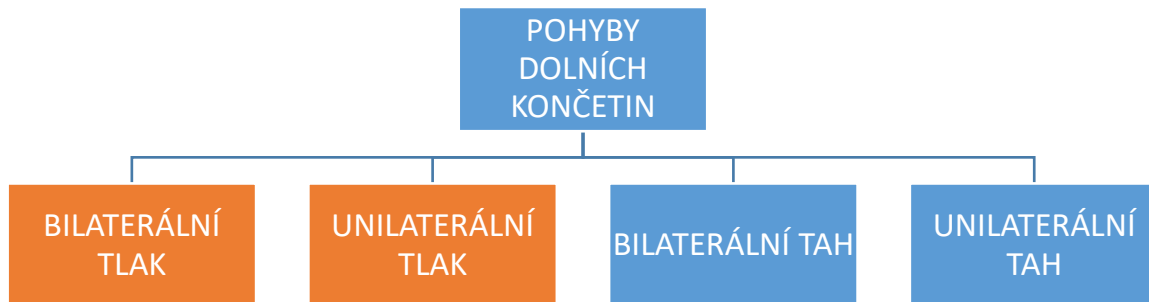 POHYBY
DOLNÍCH
KONČETIN
BILATERÁLNÍ
TLAK
UNILATERÁLNÍ
TLAK
BILATERÁLNÍ TAH
UNILATERÁLNÍ
TAH